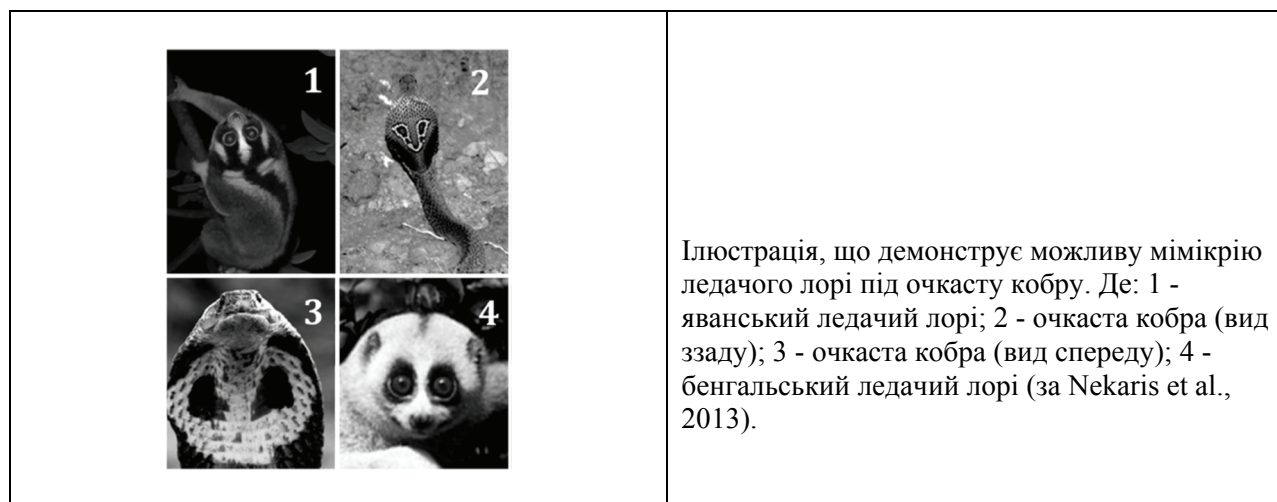 1
2
3
4
Ілюстрація, що демонструє можливу мімікрію
ледачого лорі під очкасту кобру. Де: 1 -
яванський ледачий лорі; 2 - очкаста кобра (вид
ззаду); 3 - очкаста кобра (вид спереду); 4 -
бенгальський ледачий лорі (за Nekaris et al.,
2013).